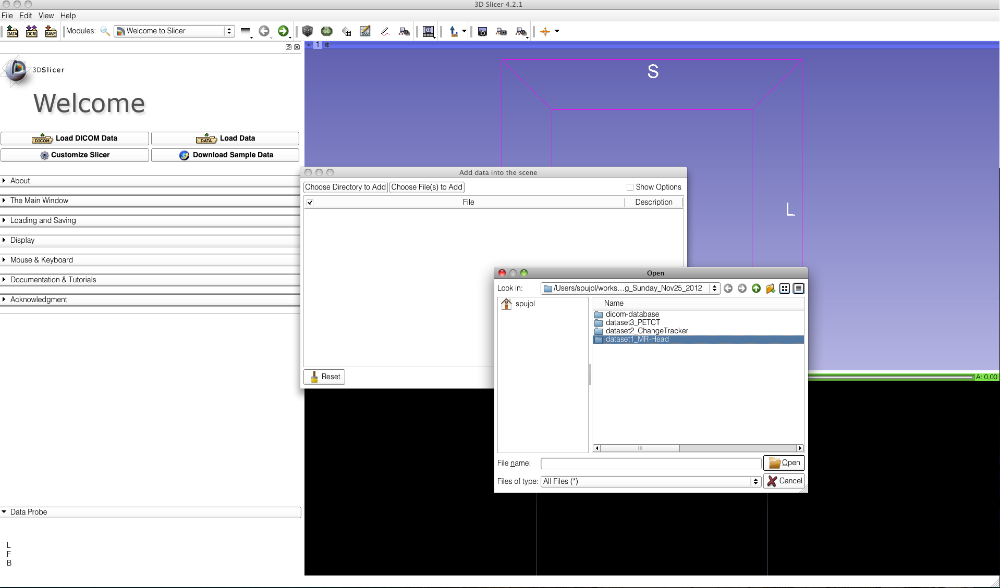 3D Slicer 4.2.1
File Edit View Help
DATA DCM SAVE Modules: Welcome to Slicer
1
3DSlicer
Welcome
DICOM Load DICOM Data DATA Load Data
Customize Slicer Download Sample Data
About
The Main Window
Loading and Saving
Display
Mouse & Keyboard
Documentation & Tutorials
Acknowledgment
Data Probe
L
F
B
S
L
A: 0,00
Add data into the scene
Choose Directory to Add Choose File(s) to Add Show Options
File Description
Reset
Open
Look in: /Users/spujol/works...g_Sunday_Nov25_2012
spujol
Name
dicom-database
dataset3_PETCT
dataset2_ChangeTracker
dataset1_MR-Head
File name: Open
Files of type: All Files (*) Cancel